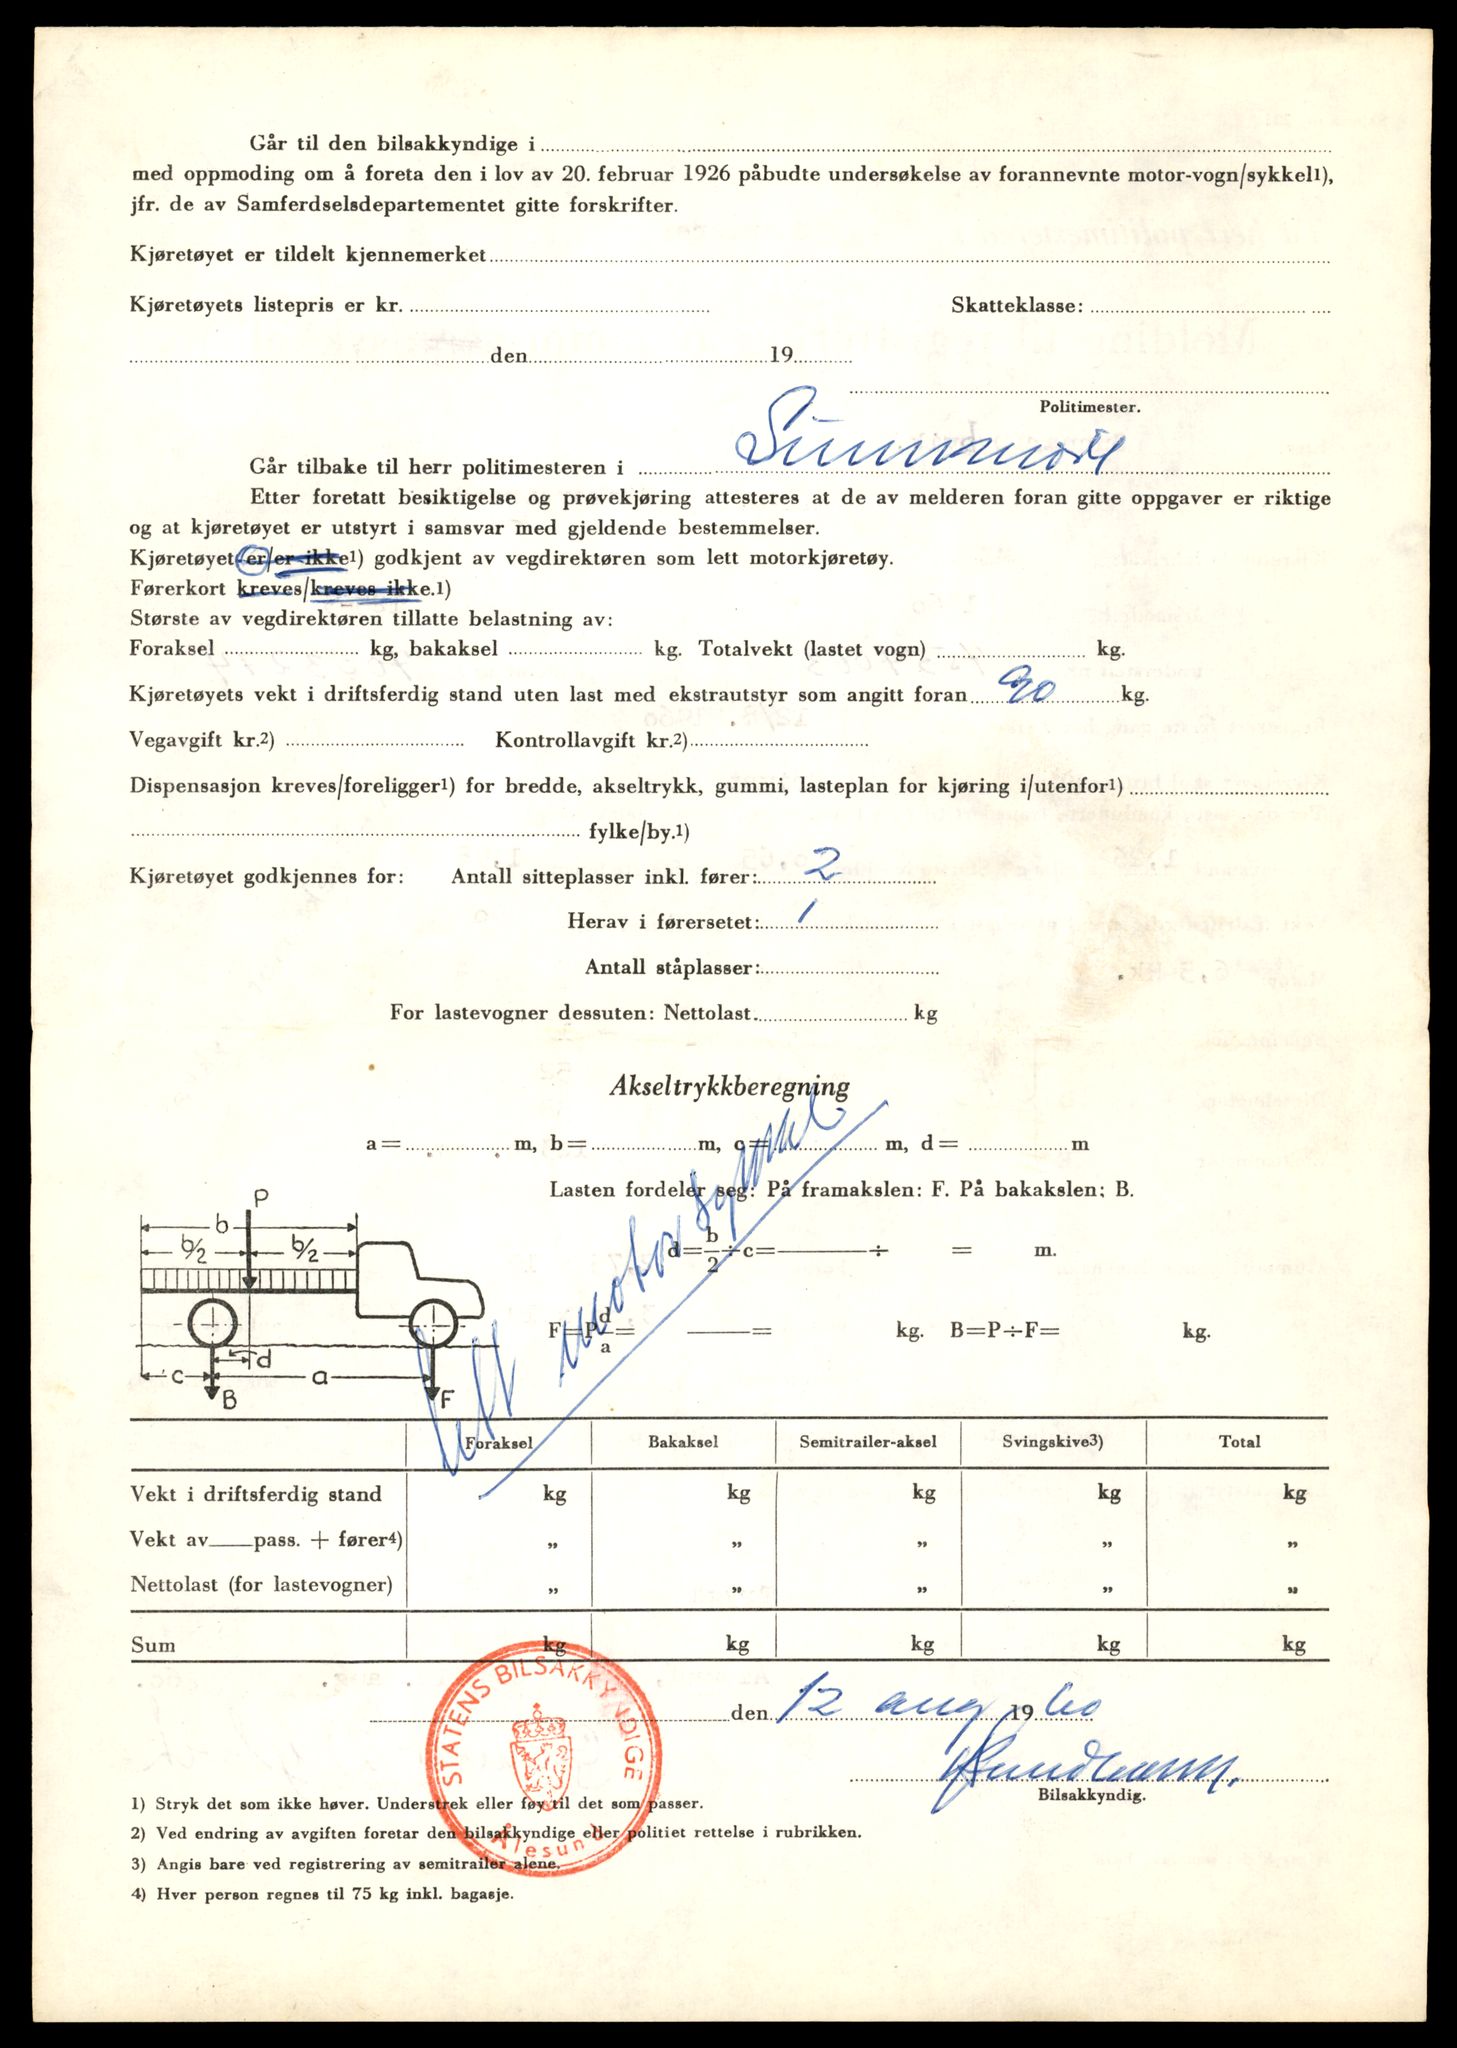 Går til den bilsakkyndige i
med oppmoding om å foreta den i lov av 20. februar 1926 påbudte undersøkelse av forannevnte motor-vogn/sykkel1),
jfr. de av Samferdselsdepartementet gitte forskrifter.
Kjøretøyet er tildelt kjennemerket
Kjøretøyets listepris er kr. Skatteklasse:
den 19
Politimester.
Går tilbake til herr politimesteren i Sunnmøre
Etter foretatt besiktigelse og prøvekjøring attesteres at de av melderen foran gitte oppgaver er riktige
og at kjøretøyet er utstyrt i samsvar med gjeldende bestemmelser.
Kjøretøyet er/er ikke1) godkjent av vegdirektøren som lett motorkjøretøy.
Førerkort kreves/kreves ikke.1)
Største av vegdirektøren tillatte belastning av:
Foraksel kg, bakaksel kg. Totalvekt (lastet vogn) kg.
Kjøretøyets vekt i driftsferdig stand uten last med ekstrautstyr som angitt foran 90 kg.
Vegavgift kr.2) Kontrollavgift kr.2)
Dispensasjon kreves/foreligger1) for bredde, akseltrykk, gummi, lasteplan for kjøring i/utenfor1)
fylke/by.1)
Kjøretøyet godkjennes for: Antall sitteplasser inkl. fører: 2
Herav i førersetet: 1
Antall ståplasser:
For lastevogner dessuten: Nettolast kg
Akseltrykkberegning
a= m, b= m, c= m, d= m
Lasten fordeler seg: På framakslen: F. På bakakslen; B.
d=b/2÷c= ÷ = m.
F=P d/a= = kg. B=P÷F= kg.
P
b
b/2 b/2
d
c a
B F
lett motorsykkel
Foraksel Bakaksel Semitrailer-aksel Svingskive3) Total
Vekt i driftsferdig stand kg kg kg kg kg
Vekt av pass. + fører4) „ „ „ „ „
Nettolast (for lastevogner) „ „ „ „ „
Sum kg kg kg kg kg
STATENS BILSAKKYNDIGE
Ålesund
den 12 aug 1960
Bilsakkyndig.
1) Stryk det som ikke høver. Understrek eller føy til det som passer.
2) Ved endring av avgiften foretar den bilsakkyndige eller politiet rettelse i rubrikken.
3) Angis bare ved registrering av semitrailer alene.
4) Hver person regnes til 75 kg inkl. bagasje.